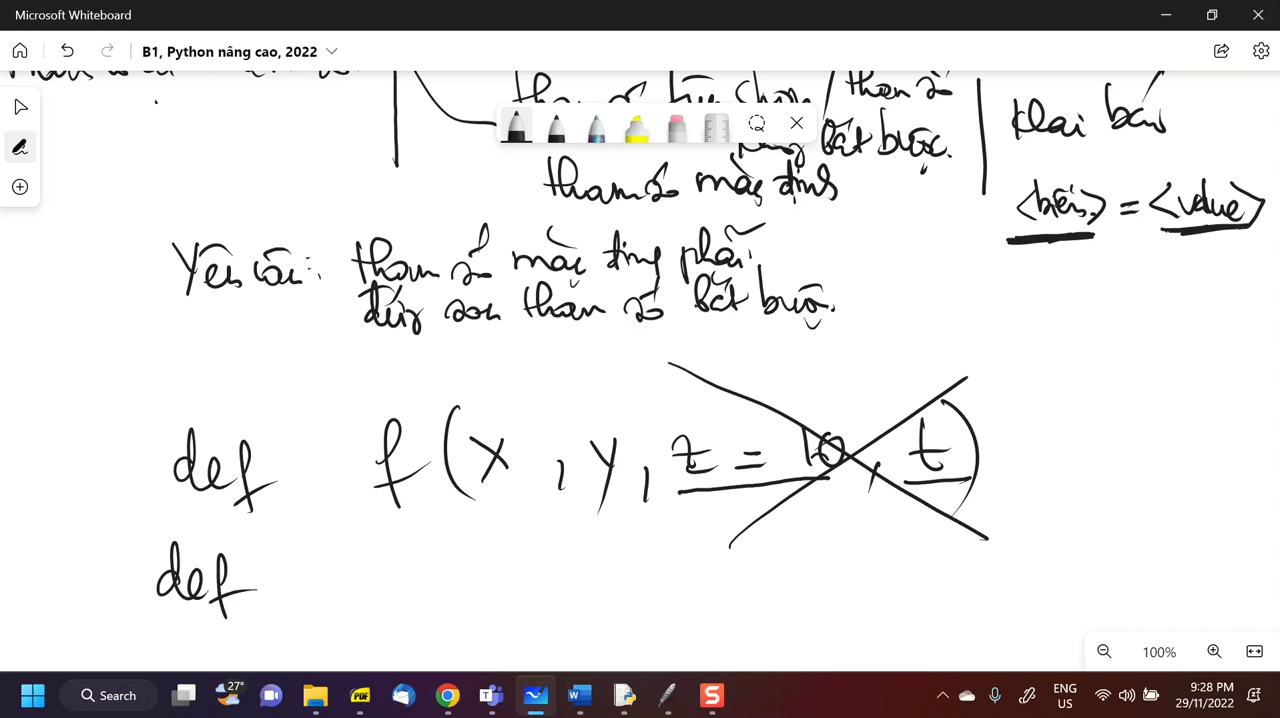 Microsoft Whiteboard
B1, Python nâng cao, 2022
tham số
bắt buộc.
tham số mặc định
khai báo
<biến> = <value>
Yêu cầu: tham số mặc định phải
đứng sau tham số bắt buộc.
def f(x, y, z = 10, t)
def
100%
27°
Search
PDF
ENG
US
9:28 PM
29/11/2022